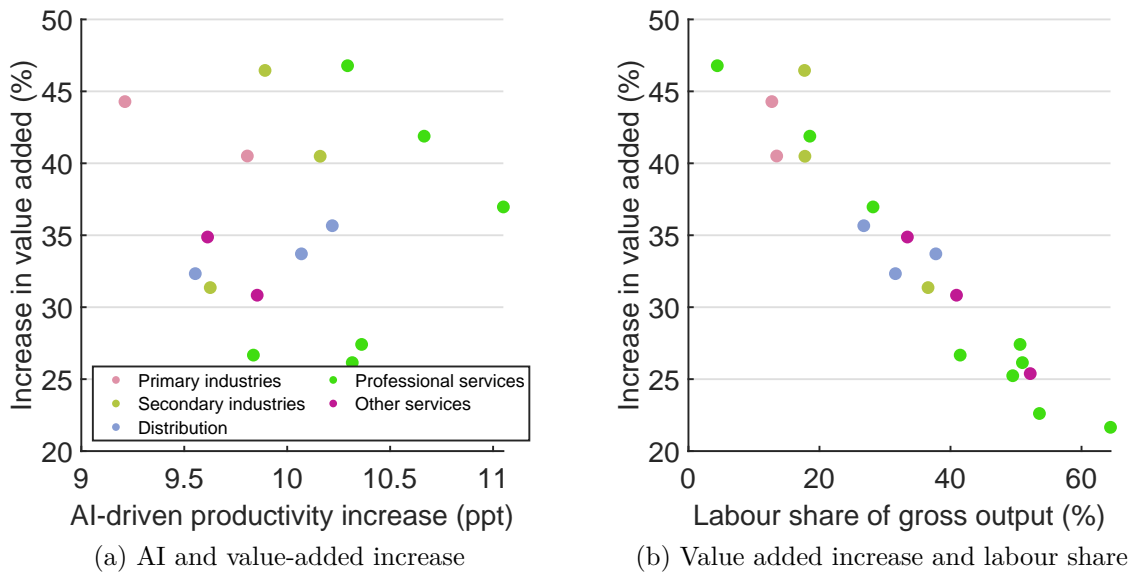 50
45
40
35
30
25
20
Increase in value added (%)
Primary industries
Secondary industries
Distribution
Professional services
Other services
9
9.5
10
10.5
11
AI-driven productivity increase (ppt)
(a) AI and value-added increase
50
45
40
35
30
25
20
Increase in value added (%)
0
20
40
60
Labour share of gross output (%)
(b) Value added increase and labour share